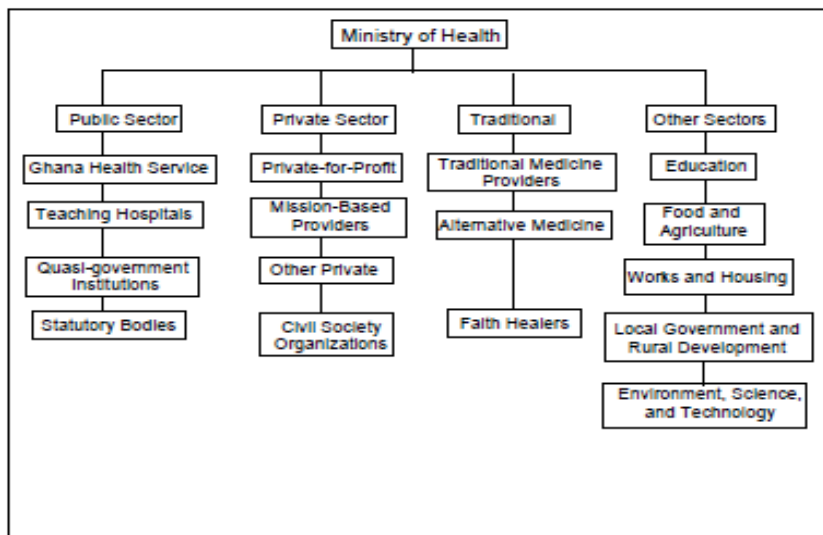 Ministry of Health
Public Sector
Ghana Health Service
Teaching Hospitals
Quasi-government
Institutions
Statutory Bodies
Private Sector
Private-for-Profit
Mission-Based
Providers
Other Private
Civil Society
Organizations
Traditional
Traditional Medicine
Providers
Alternative Medicine
Faith Healers
Other Sectors
Education
Food and
Agriculture
Works and Housing
Local Government and
Rural Development
Environment, Science,
and Technology